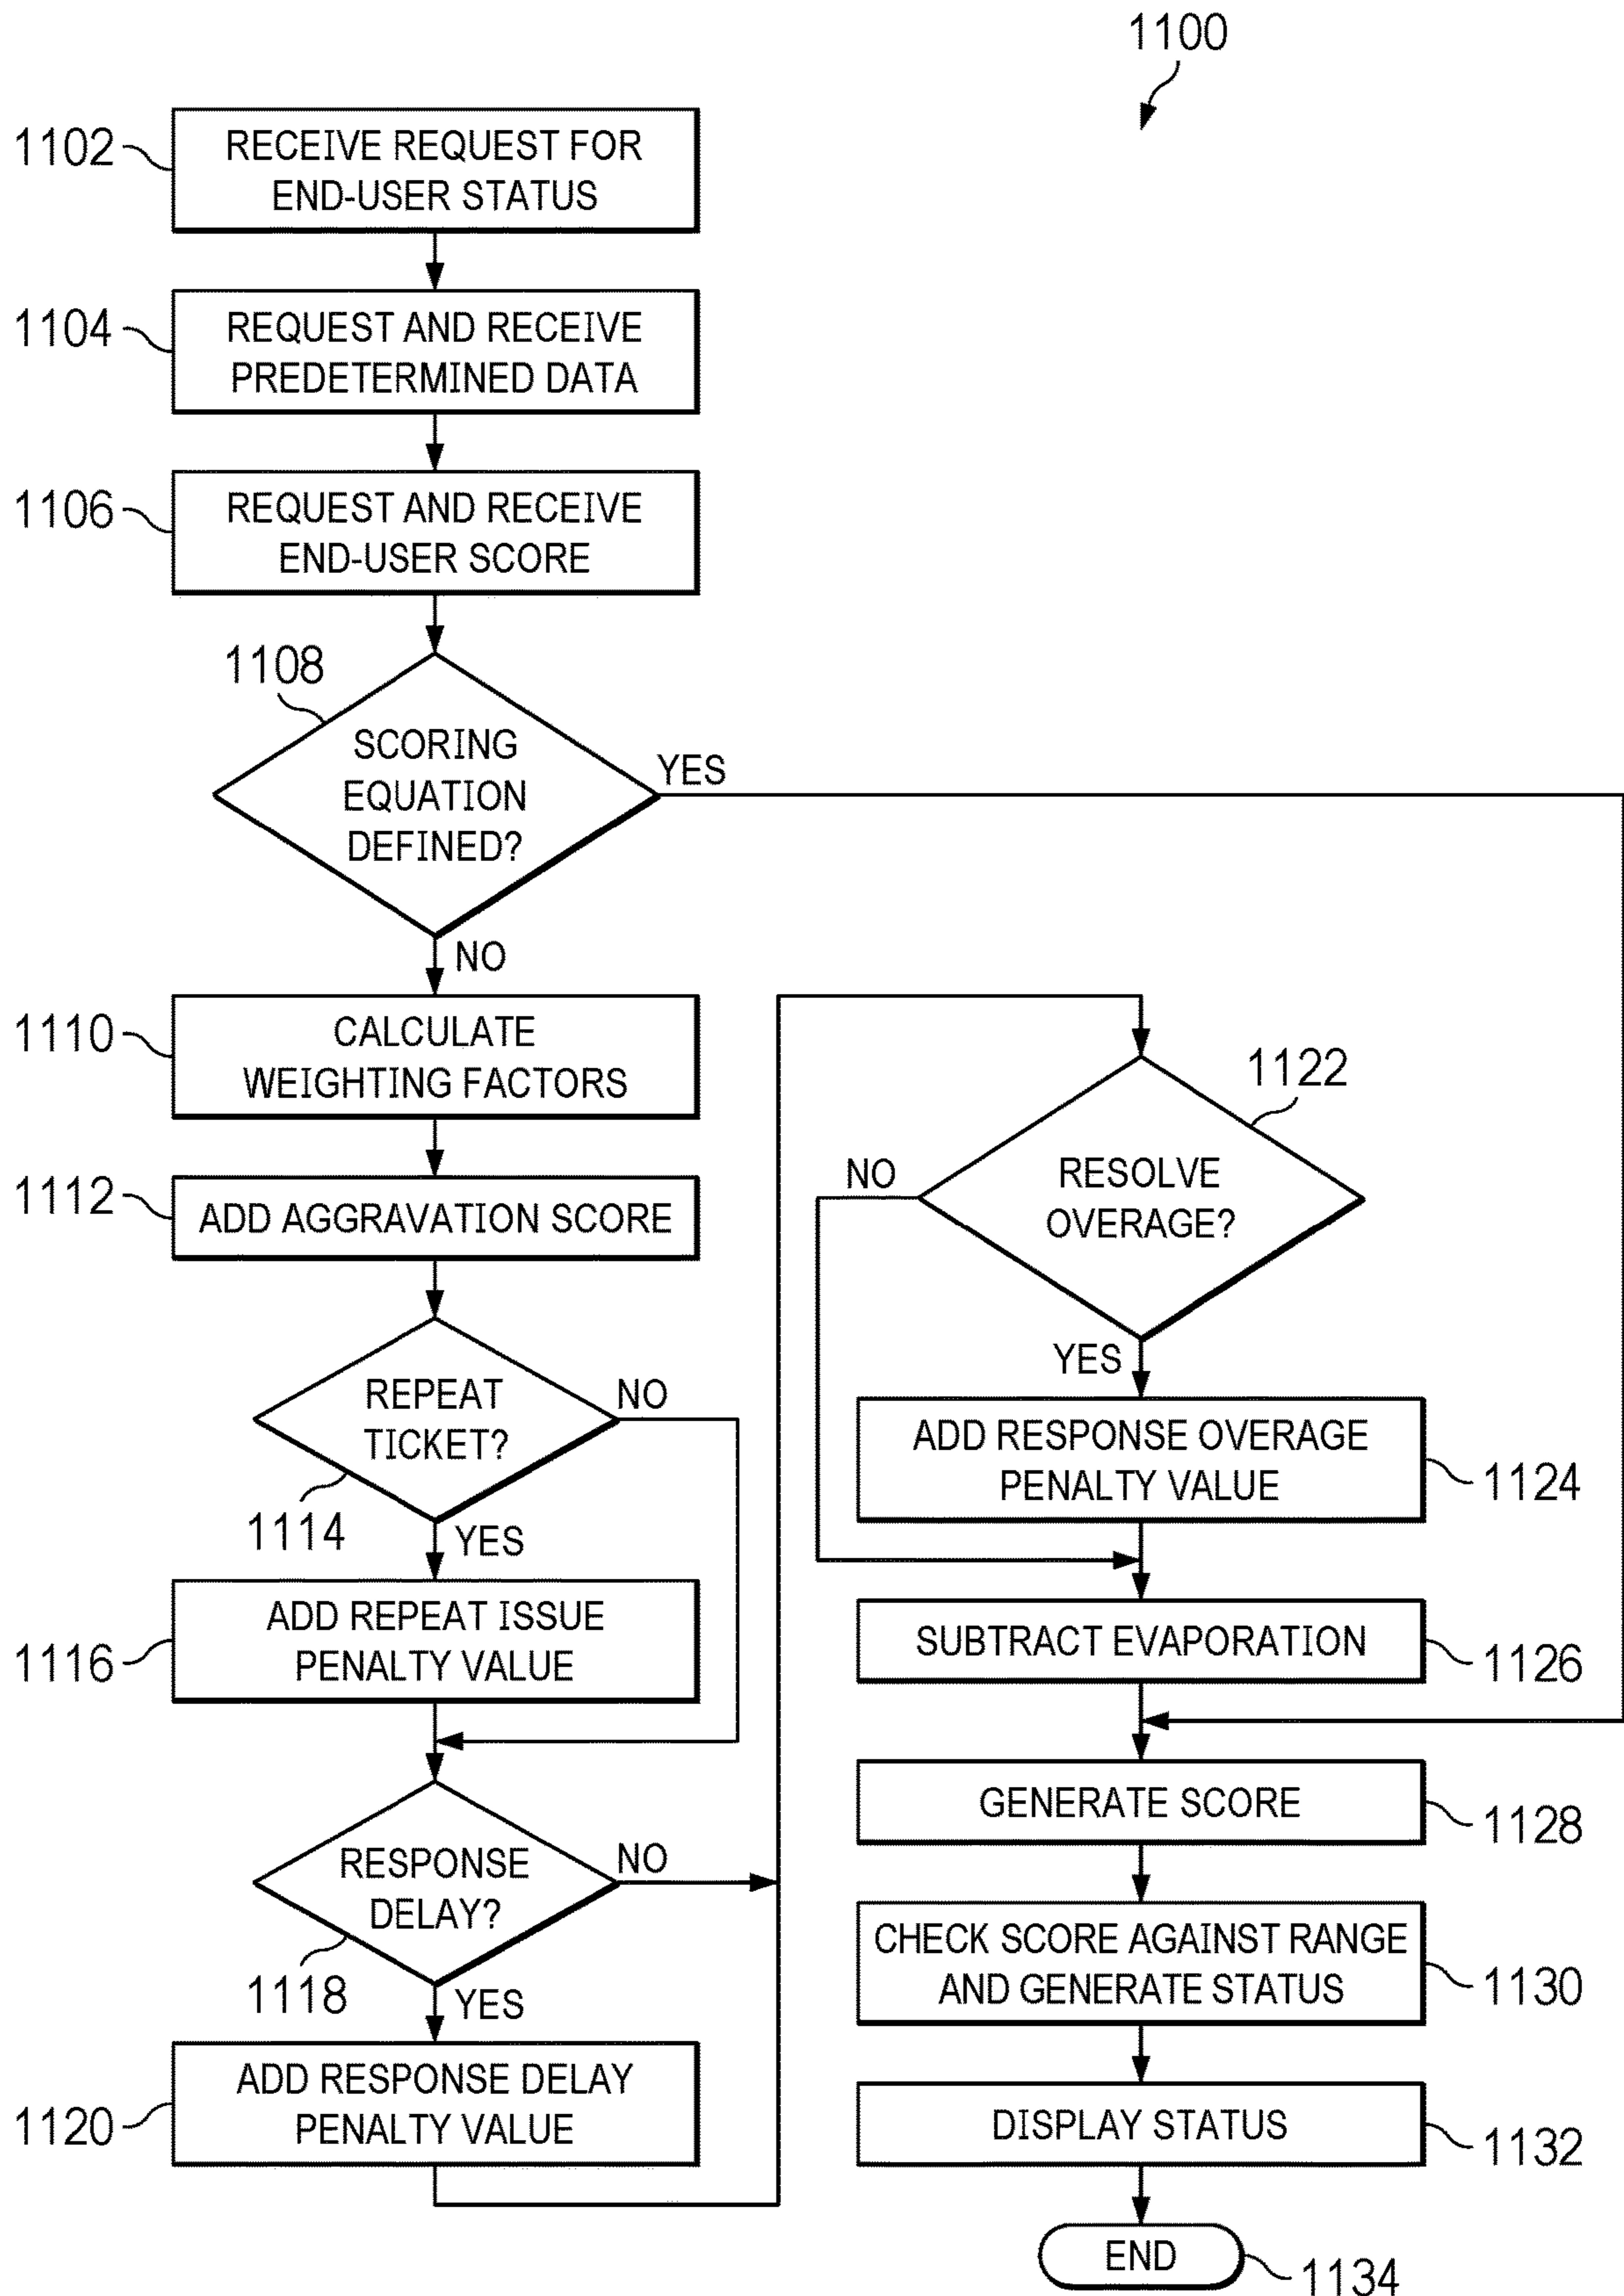 1100
1102
RECEIVE REQUEST FOR
END-USER STATUS
1104
REQUEST AND RECEIVE
PREDETERMINED DATA
1106
REQUEST AND RECEIVE
END-USER SCORE
1108
SCORING
EQUATION
DEFINED?
YES
NO
1110
CALCULATE
WEIGHTING FACTORS
1112
ADD AGGRAVATION SCORE
REPEAT
TICKET?
NO
1114
YES
1116
ADD REPEAT ISSUE
PENALTY VALUE
RESPONSE
DELAY?
NO
1118
YES
1120
ADD RESPONSE DELAY
PENALTY VALUE
1122
RESOLVE
OVERAGE?
NO
YES
ADD RESPONSE OVERAGE
PENALTY VALUE
1124
SUBTRACT EVAPORATION
1126
GENERATE SCORE
1128
CHECK SCORE AGAINST RANGE
AND GENERATE STATUS
1130
DISPLAY STATUS
1132
END
1134